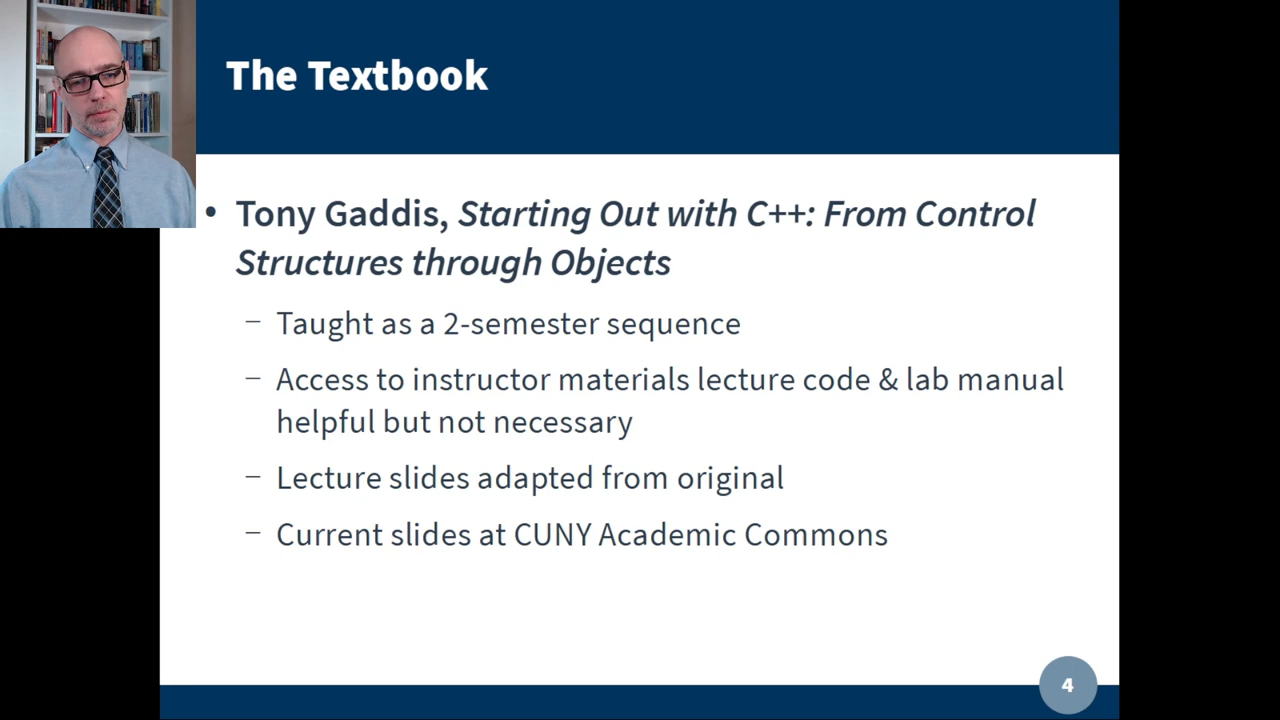 The Textbook
• Tony Gaddis, Starting Out with C++: From Control
Structures through Objects
– Taught as a 2-semester sequence
– Access to instructor materials lecture code & lab manual
helpful but not necessary
– Lecture slides adapted from original
– Current slides at CUNY Academic Commons
4